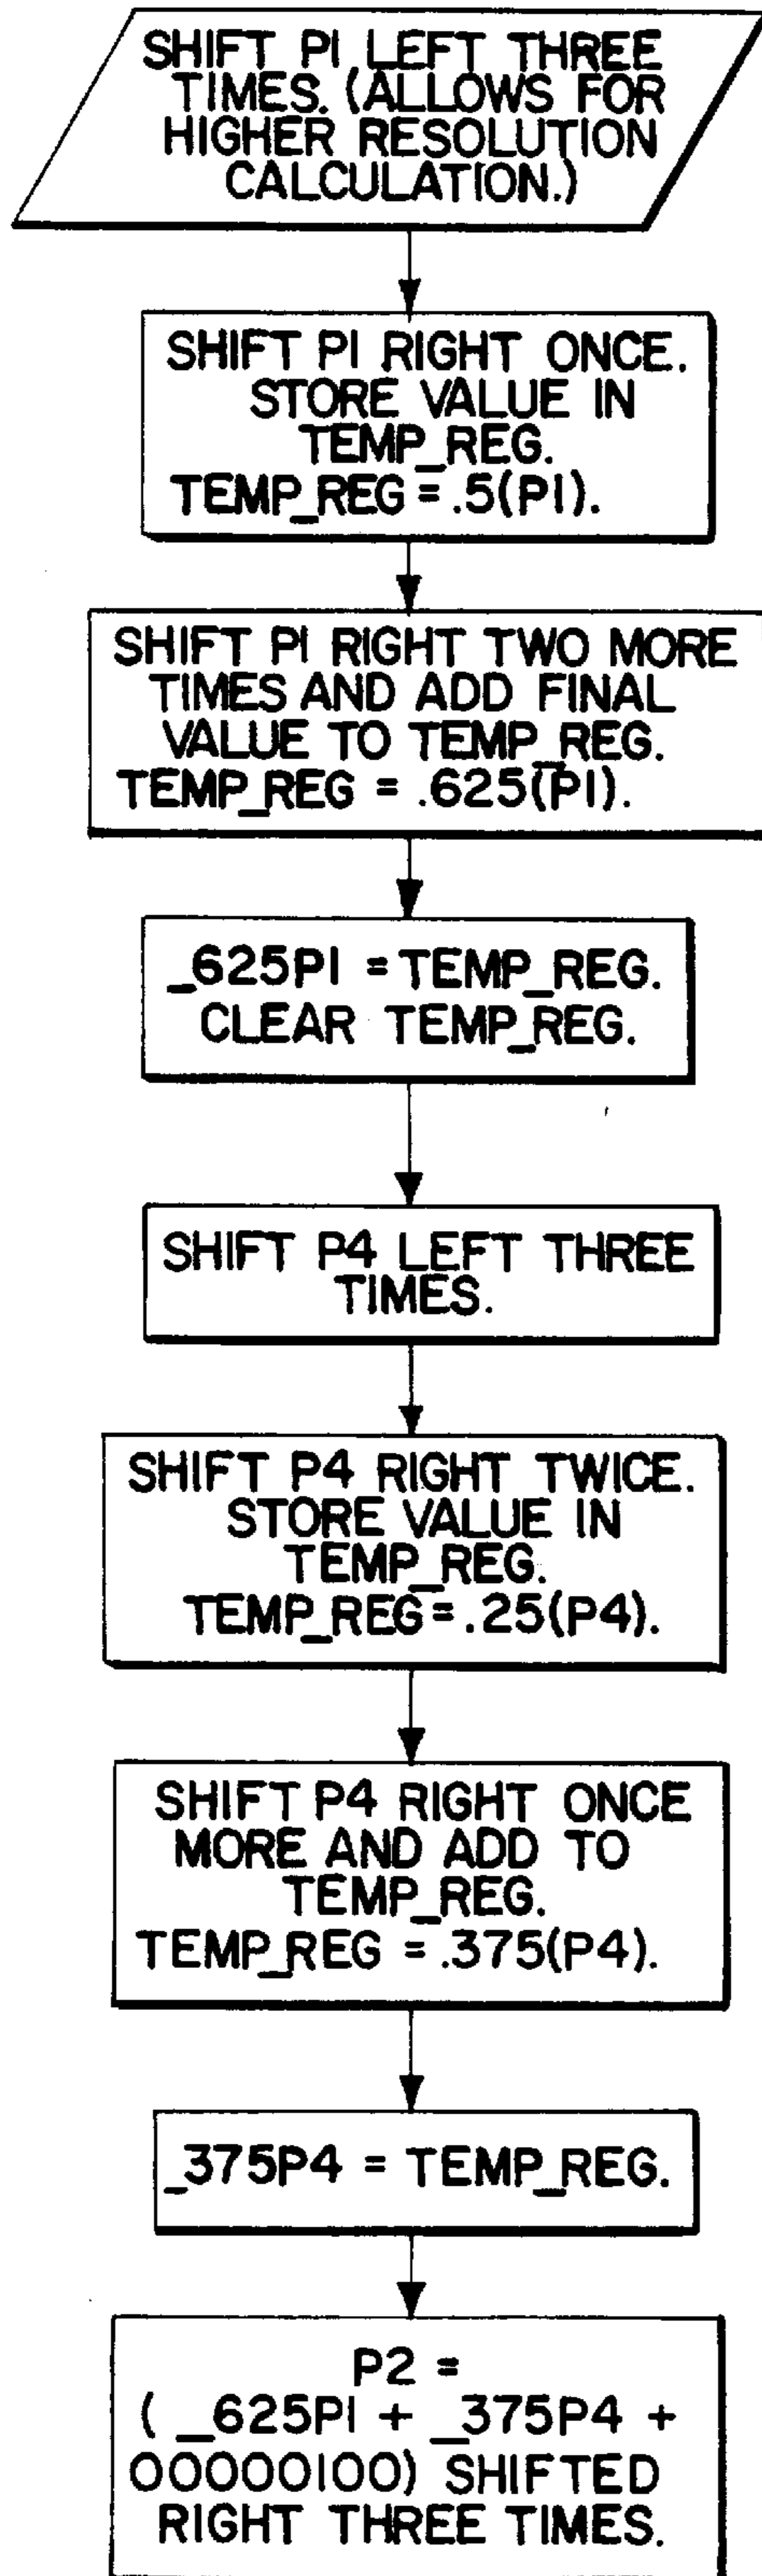 SHIFT P1 LEFT THREE
TIMES. (ALLOWS FOR
HIGHER RESOLUTION
CALCULATION.)
SHIFT P1 RIGHT ONCE.
STORE VALUE IN
TEMP_REG.
TEMP_REG = .5(P1).
SHIFT P1 RIGHT TWO MORE
TIMES AND ADD FINAL
VALUE TO TEMP_REG.
TEMP_REG = .625(P1).
_625P1 = TEMP_REG.
CLEAR TEMP_REG.
SHIFT P4 LEFT THREE
TIMES.
SHIFT P4 RIGHT TWICE.
STORE VALUE IN
TEMP_REG.
TEMP_REG = .25(P4).
SHIFT P4 RIGHT ONCE
MORE AND ADD TO
TEMP_REG.
TEMP_REG = .375(P4).
_375P4 = TEMP_REG.
P2 =
( _625P1 + _375P4 +
00000100) SHIFTED
RIGHT THREE TIMES.